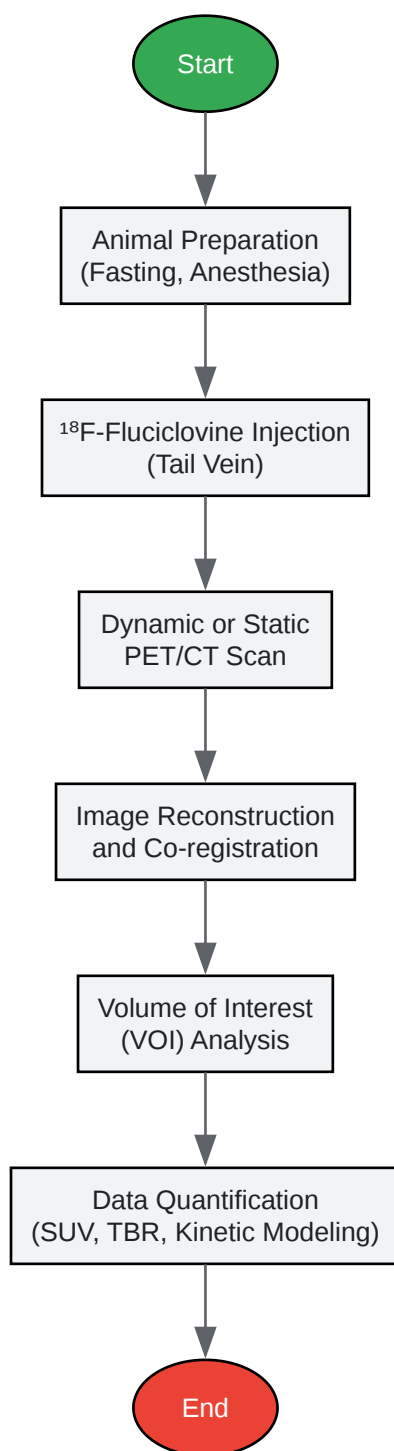 Start
Animal Preparation
(Fasting, Anesthesia)
¹⁸F-Fluciclovine Injection
(Tail Vein)
Dynamic or Static
PET/CT Scan
Image Reconstruction
and Co-registration
Volume of Interest
(VOI) Analysis
Data Quantification
(SUV, TBR, Kinetic Modeling)
End